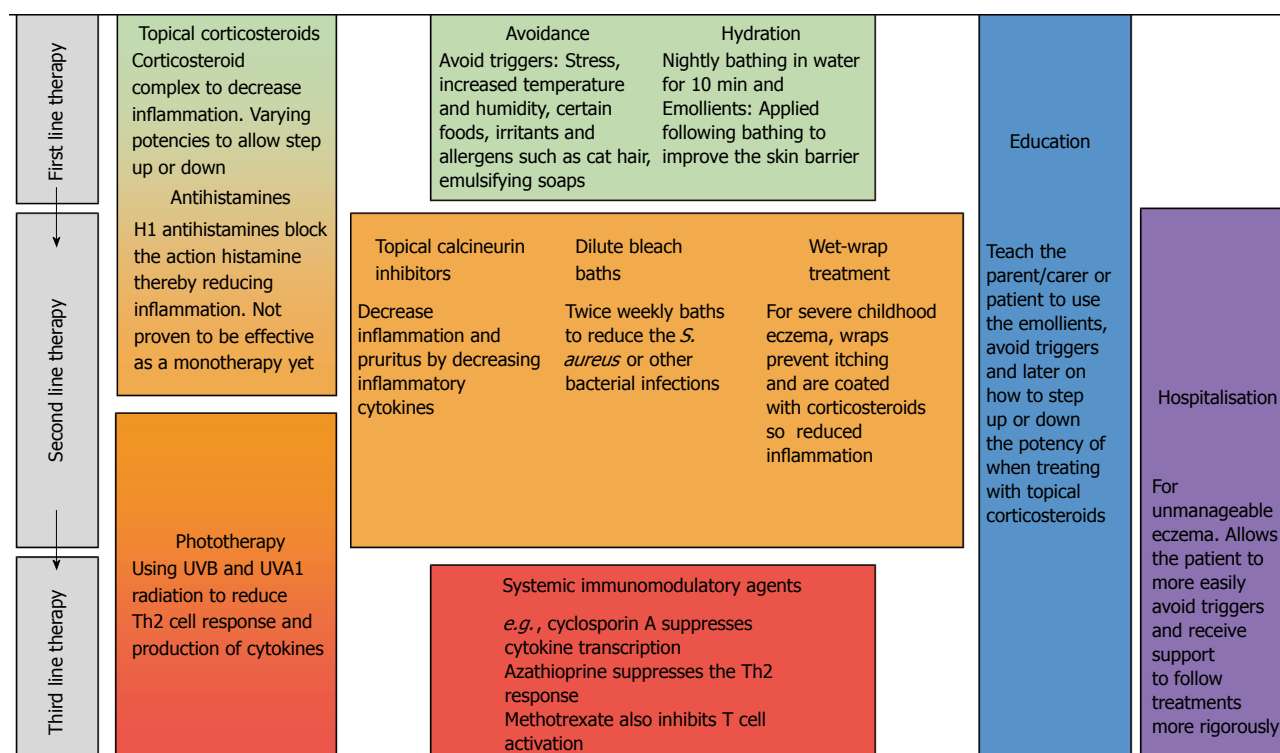 First line therapy
Second line therapy
Third line therapy
Topical corticosteroids
Corticosteroid
complex to decrease
inflammation. Varying
potencies to allow step
up or down
Antihistamines
H1 antihistamines block
the action histamine
thereby reducing
inflammation. Not
proven to be effective
as a monotherapy yet
Phototherapy
Using UVB and UVA1
radiation to reduce
Th2 cell response and
production of cytokines
Avoidance
Avoid triggers: Stress,
increased temperature
and humidity, certain
foods, irritants and
allergens such as cat hair,
emulsifying soaps
Hydration
Nightly bathing in water
for 10 min and
Emollients: Applied
following bathing to
improve the skin barrier
Topical calcineurin
inhibitors
Decrease
inflammation and
pruritus by decreasing
inflammatory
cytokines
Dilute bleach
baths
Twice weekly baths
to reduce the S.
aureus or other
bacterial infections
Wet-wrap
treatment
For severe childhood
eczema, wraps
prevent itching
and are coated
with corticosteroids
so reduced
inflammation
Systemic immunomodulatory agents
e.g., cyclosporin A suppresses
cytokine transcription
Azathioprine suppresses the Th2
response
Methotrexate also inhibits T cell
activation
Education
Teach the
parent/carer or
patient to use
the emollients,
avoid triggers
and later on
how to step
up or down
the potency of
when treating
with topical
corticosteroids
Hospitalisation
For
unmanageable
eczema. Allows
the patient to
more easily
avoid triggers
and receive
support
to follow
treatments
more rigorously